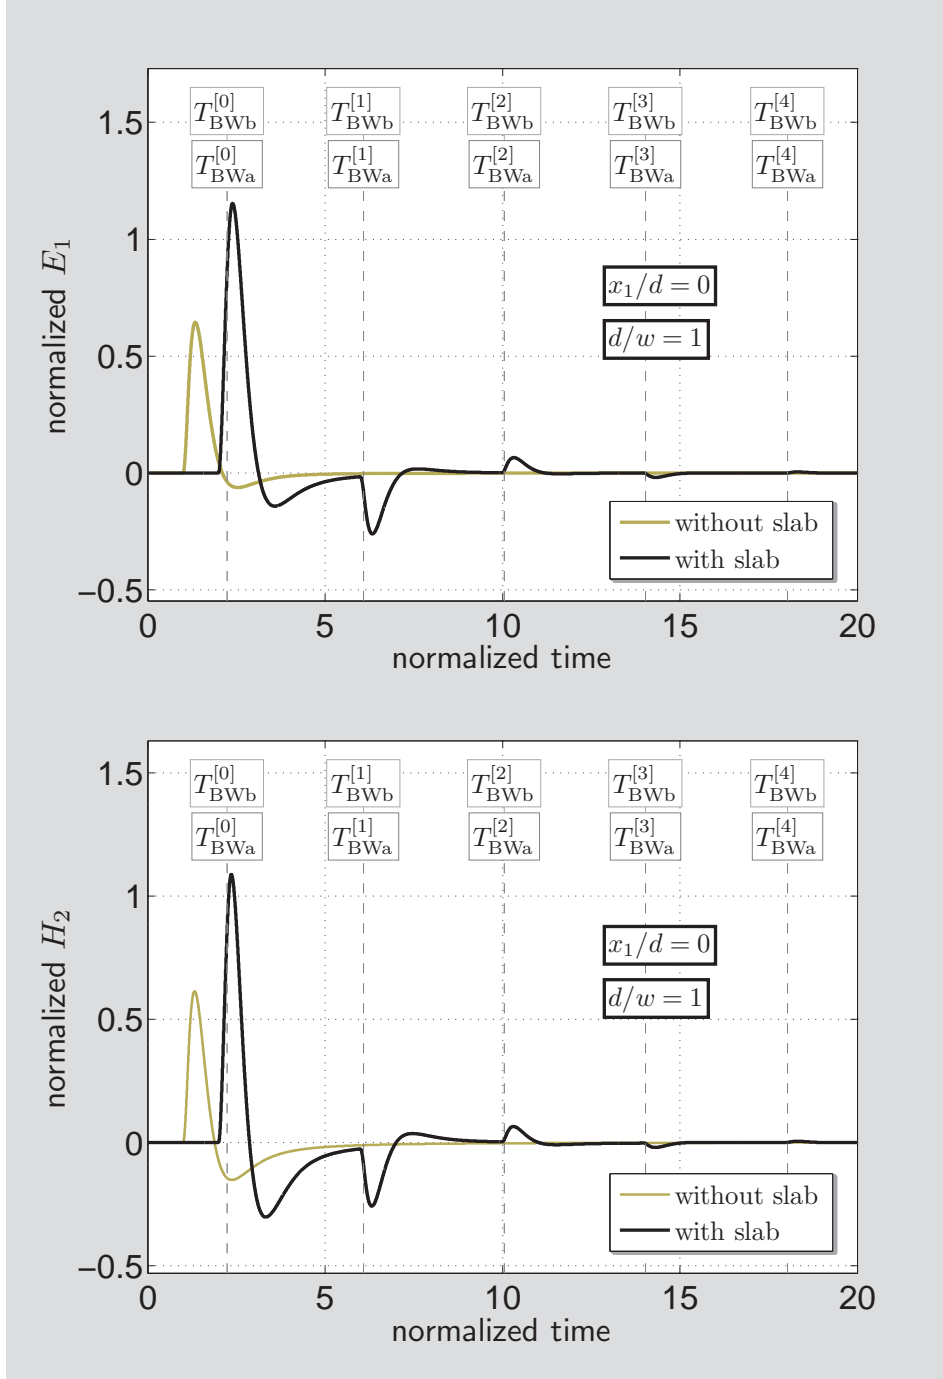 T_BWb^[0] T_BWb^[1] T_BWb^[2] T_BWb^[3] T_BWb^[4]
T_BWa^[0] T_BWa^[1] T_BWa^[2] T_BWa^[3] T_BWa^[4]
1.5
1
0.5
0
−0.5
normalized E₁
x₁/d = 0
d/w = 1
without slab
with slab
0 5 10 15 20
normalized time
T_BWb^[0] T_BWb^[1] T_BWb^[2] T_BWb^[3] T_BWb^[4]
T_BWa^[0] T_BWa^[1] T_BWa^[2] T_BWa^[3] T_BWa^[4]
1.5
1
0.5
0
−0.5
normalized H₂
x₁/d = 0
d/w = 1
without slab
with slab
0 5 10 15 20
normalized time